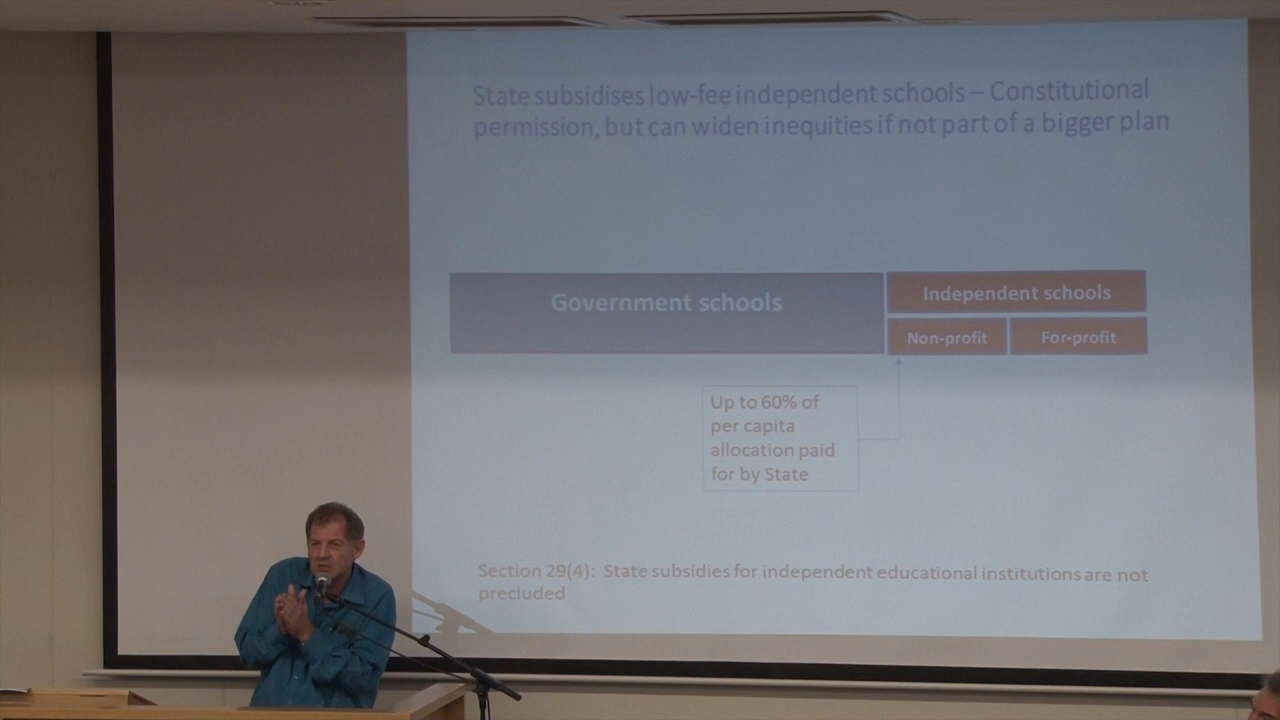 State subsidises low-fee independent schools – Constitutional
permission, but can widen inequities if not part of a bigger plan
Government schools
Independent schools
Non-profit
For-profit
Up to 60% of
per capita
allocation paid
for by State
Section 29(4): State subsidies for independent educational institutions are not
precluded